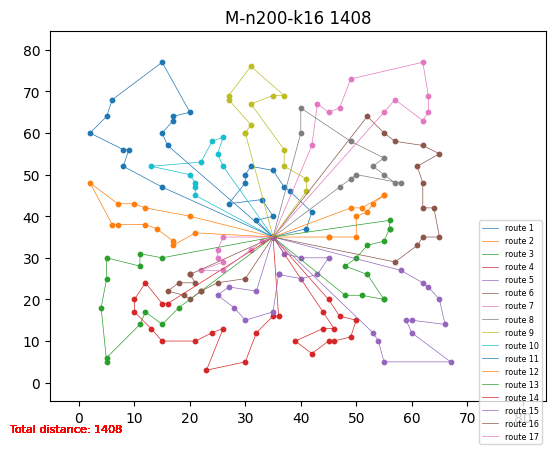 M-n200-k16 1408
80
70
60
50
40
30
20
10
0
0 10 20 30 40 50 60 70 80
route 1
route 2
route 3
route 4
route 5
route 6
route 7
route 8
route 9
route 10
route 11
route 12
route 13
route 14
route 15
route 16
route 17
Total distance: 1408